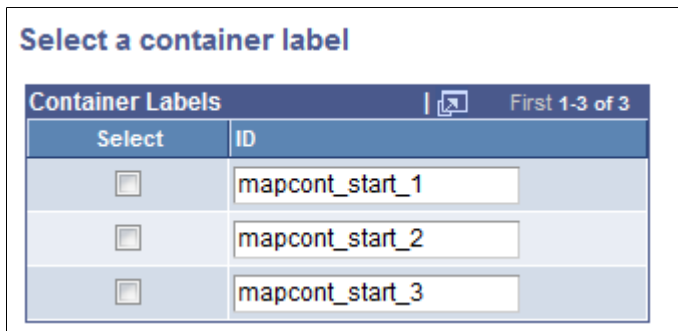 Select a container label
Container Labels | First 1-3 of 3
Select ID
mapcont_start_1
mapcont_start_2
mapcont_start_3